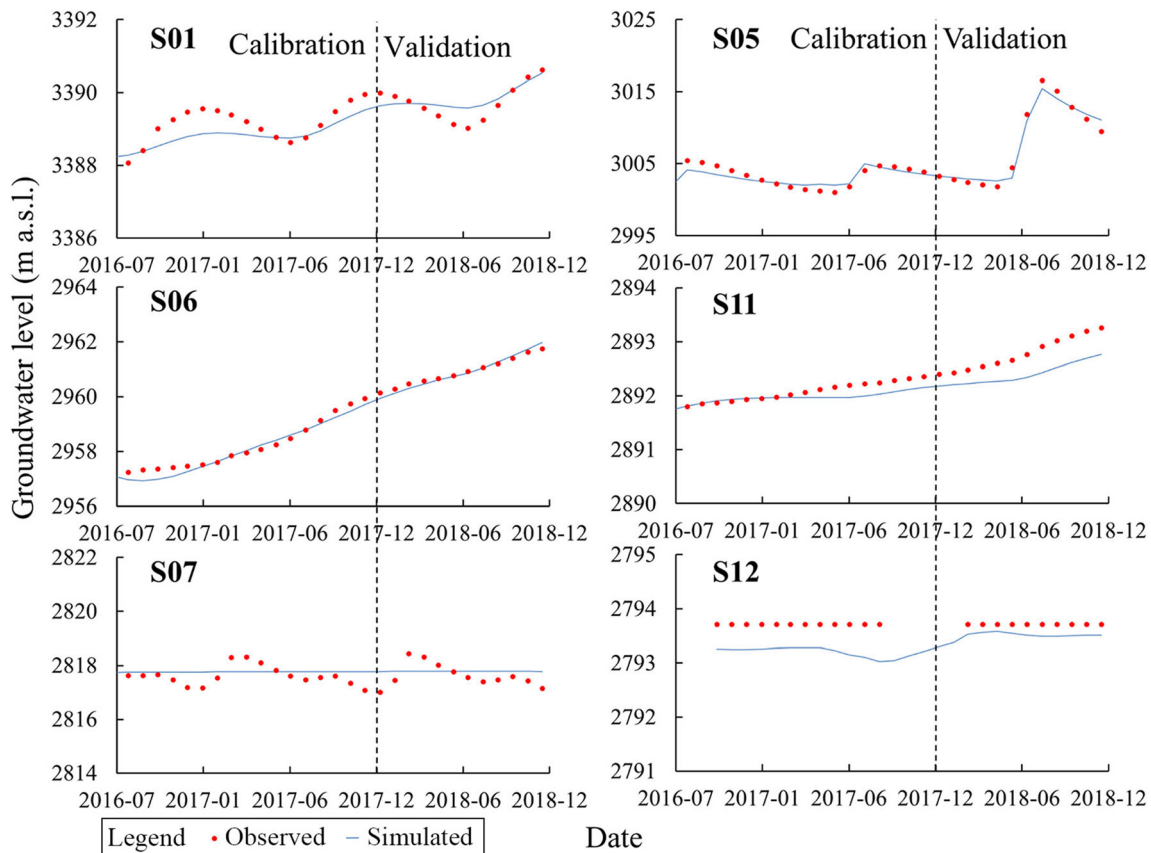 Groundwater level (m a.s.l.)
S01
Calibration
Validation
3392
3390
3388
3386
2016-07 2017-01 2017-06 2017-12 2018-06 2018-12
S05
Calibration
Validation
3025
3015
3005
2995
2016-07 2017-01 2017-06 2017-12 2018-06 2018-12
S06
2964
2962
2960
2958
2956
2016-07 2017-01 2017-06 2017-12 2018-06 2018-12
S11
2894
2893
2892
2891
2890
2016-07 2017-01 2017-06 2017-12 2018-06 2018-12
S07
2822
2820
2818
2816
2814
2016-07 2017-01 2017-06 2017-12 2018-06 2018-12
S12
2795
2794
2793
2792
2791
2016-07 2017-01 2017-06 2017-12 2018-06 2018-12
Legend Observed Simulated
Date